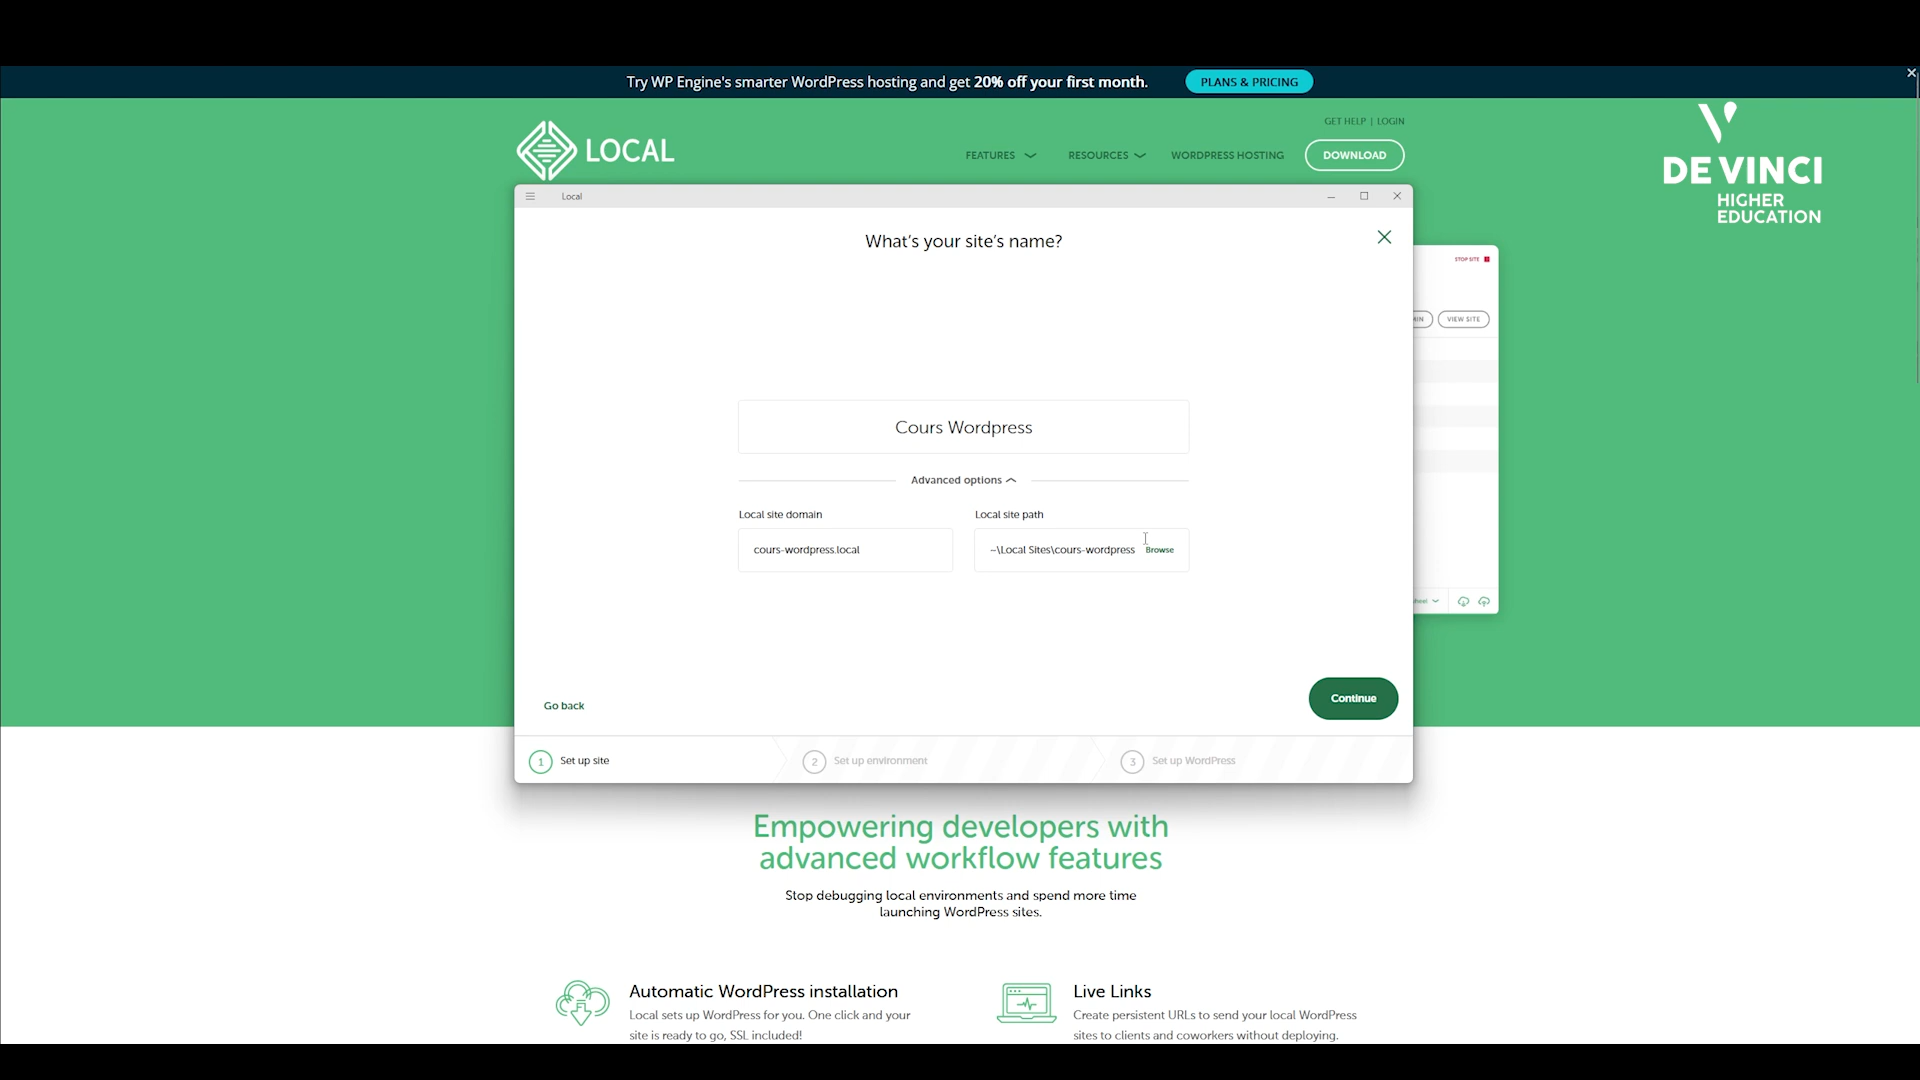 Try WP Engine's smarter WordPress hosting and get 20% off your first month.
PLANS & PRICING
GET HELP | LOGIN
LOCAL
FEATURES
RESOURCES
WORDPRESS HOSTING
DOWNLOAD
DE VINCI
HIGHER
EDUCATION
Local
What's your site's name?
STOP SITE
VIEW SITE
Cours Wordpress
Advanced options
Local site domain
Local site path
cours-wordpress.local
~\Local Sites\cours-wordpress
Browse
Go back
Continue
1 Set up site
2 Set up environment
3 Set up WordPress
Empowering developers with
advanced workflow features
Stop debugging local environments and spend more time
launching WordPress sites.
Automatic WordPress installation
Local sets up WordPress for you. One click and your
site is ready to go, SSL included!
Live Links
Create persistent URLs to send your local WordPress
sites to clients and coworkers without deploying.